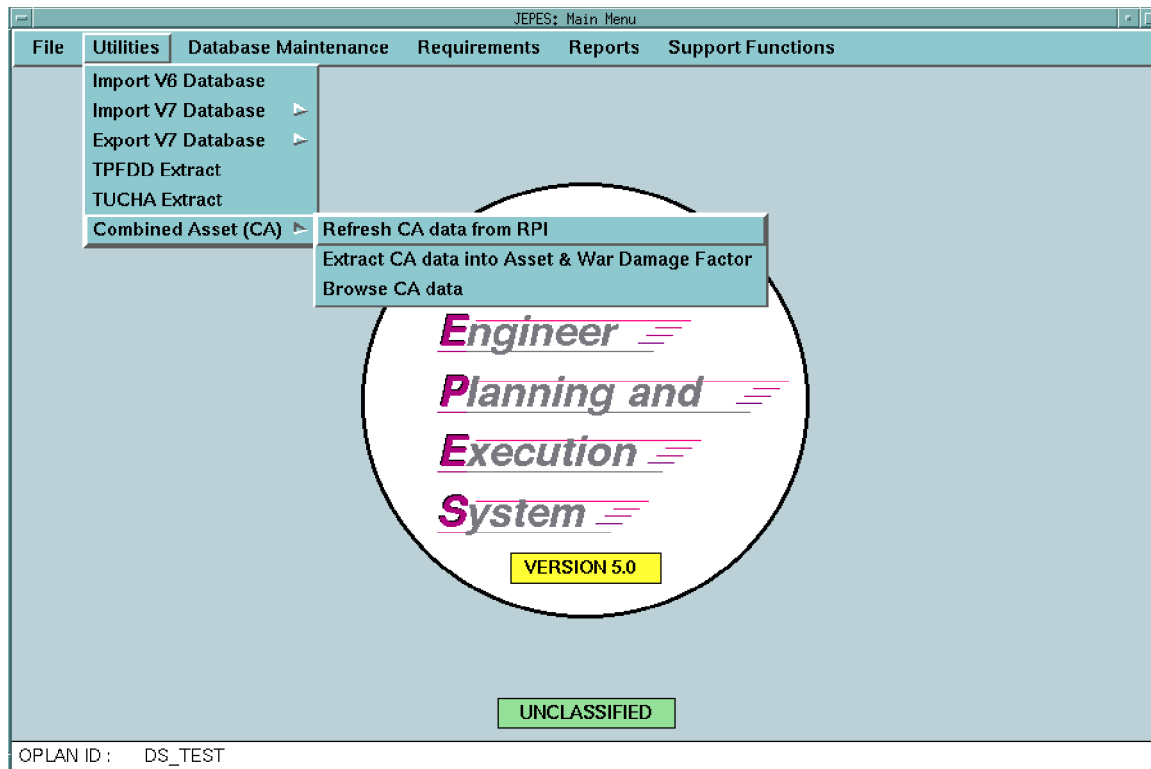 JEPES: Main Menu
File Utilities Database Maintenance Requirements Reports Support Functions
Import V6 Database
Import V7 Database
Export V7 Database
TPFDD Extract
TUCHA Extract
Combined Asset (CA)
Refresh CA data from RPI
Extract CA data into Asset & War Damage Factor
Browse CA data
Engineer
Planning and
Execution
System
VERSION 5.0
UNCLASSIFIED
OPLAN ID : DS_TEST